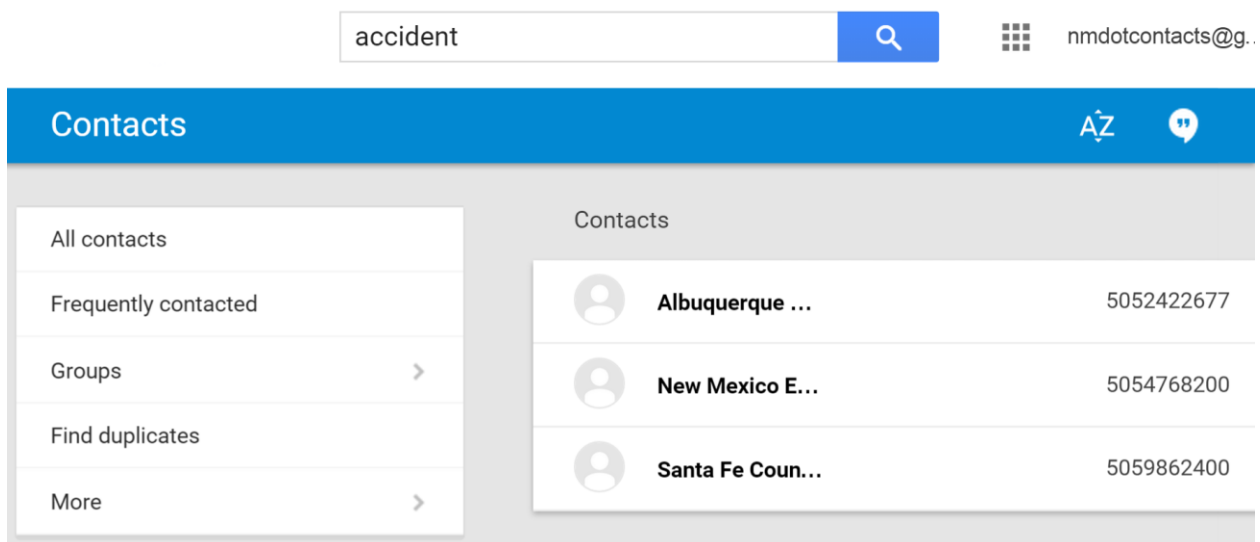 accident
nmdotcontacts@g..
Contacts
AZ
All contacts
Frequently contacted
Groups
Find duplicates
More
Contacts
Albuquerque ... 5052422677
New Mexico E... 5054768200
Santa Fe Coun... 5059862400